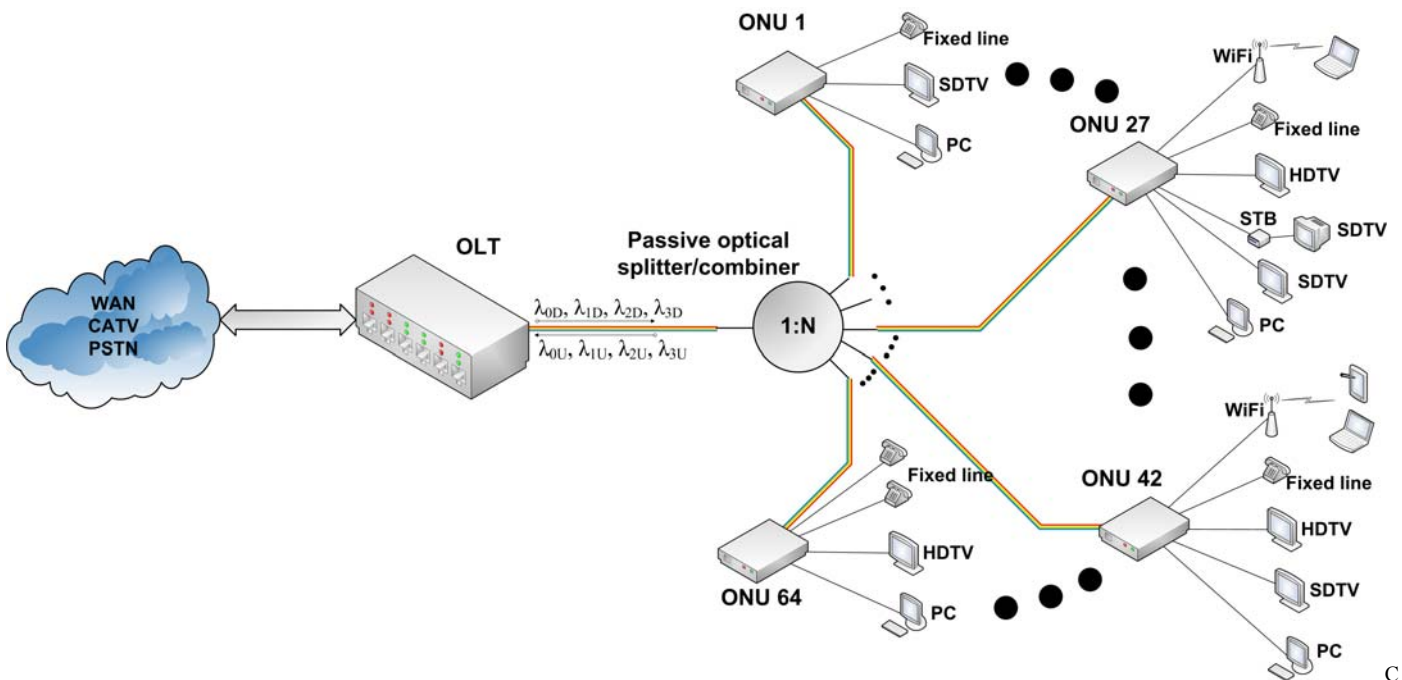 ONU 1
Fixed line
SDTV
PC
WiFi
ONU 27
Fixed line
HDTV
STB
SDTV
SDTV
PC
OLT
Passive optical
splitter/combiner
WAN
CATV
PSTN
λ0D, λ1D, λ2D, λ3D
λ0U, λ1U, λ2U, λ3U
1:N
WiFi
ONU 42
Fixed line
HDTV
SDTV
PC
Fixed line
HDTV
ONU 64
PC
C